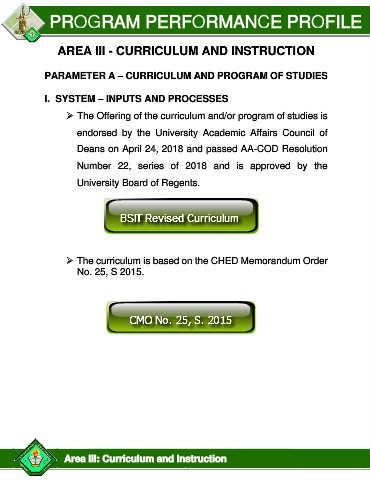 PROGRAM PERFORMANCE PROFILE
AREA III - CURRICULUM AND INSTRUCTION
PARAMETER A – CURRICULUM AND PROGRAM OF STUDIES
I. SYSTEM – INPUTS AND PROCESSES
➢ The Offering of the curriculum and/or program of studies is
endorsed by the University Academic Affairs Council of
Deans on April 24, 2018 and passed AA-COD Resolution
Number 22, series of 2018 and is approved by the
University Board of Regents.
BSIT Revised Curriculum
➢ The curriculum is based on the CHED Memorandum Order
No. 25, S 2015.
CMO No. 25, S. 2015
Area III: Curriculum and Instruction